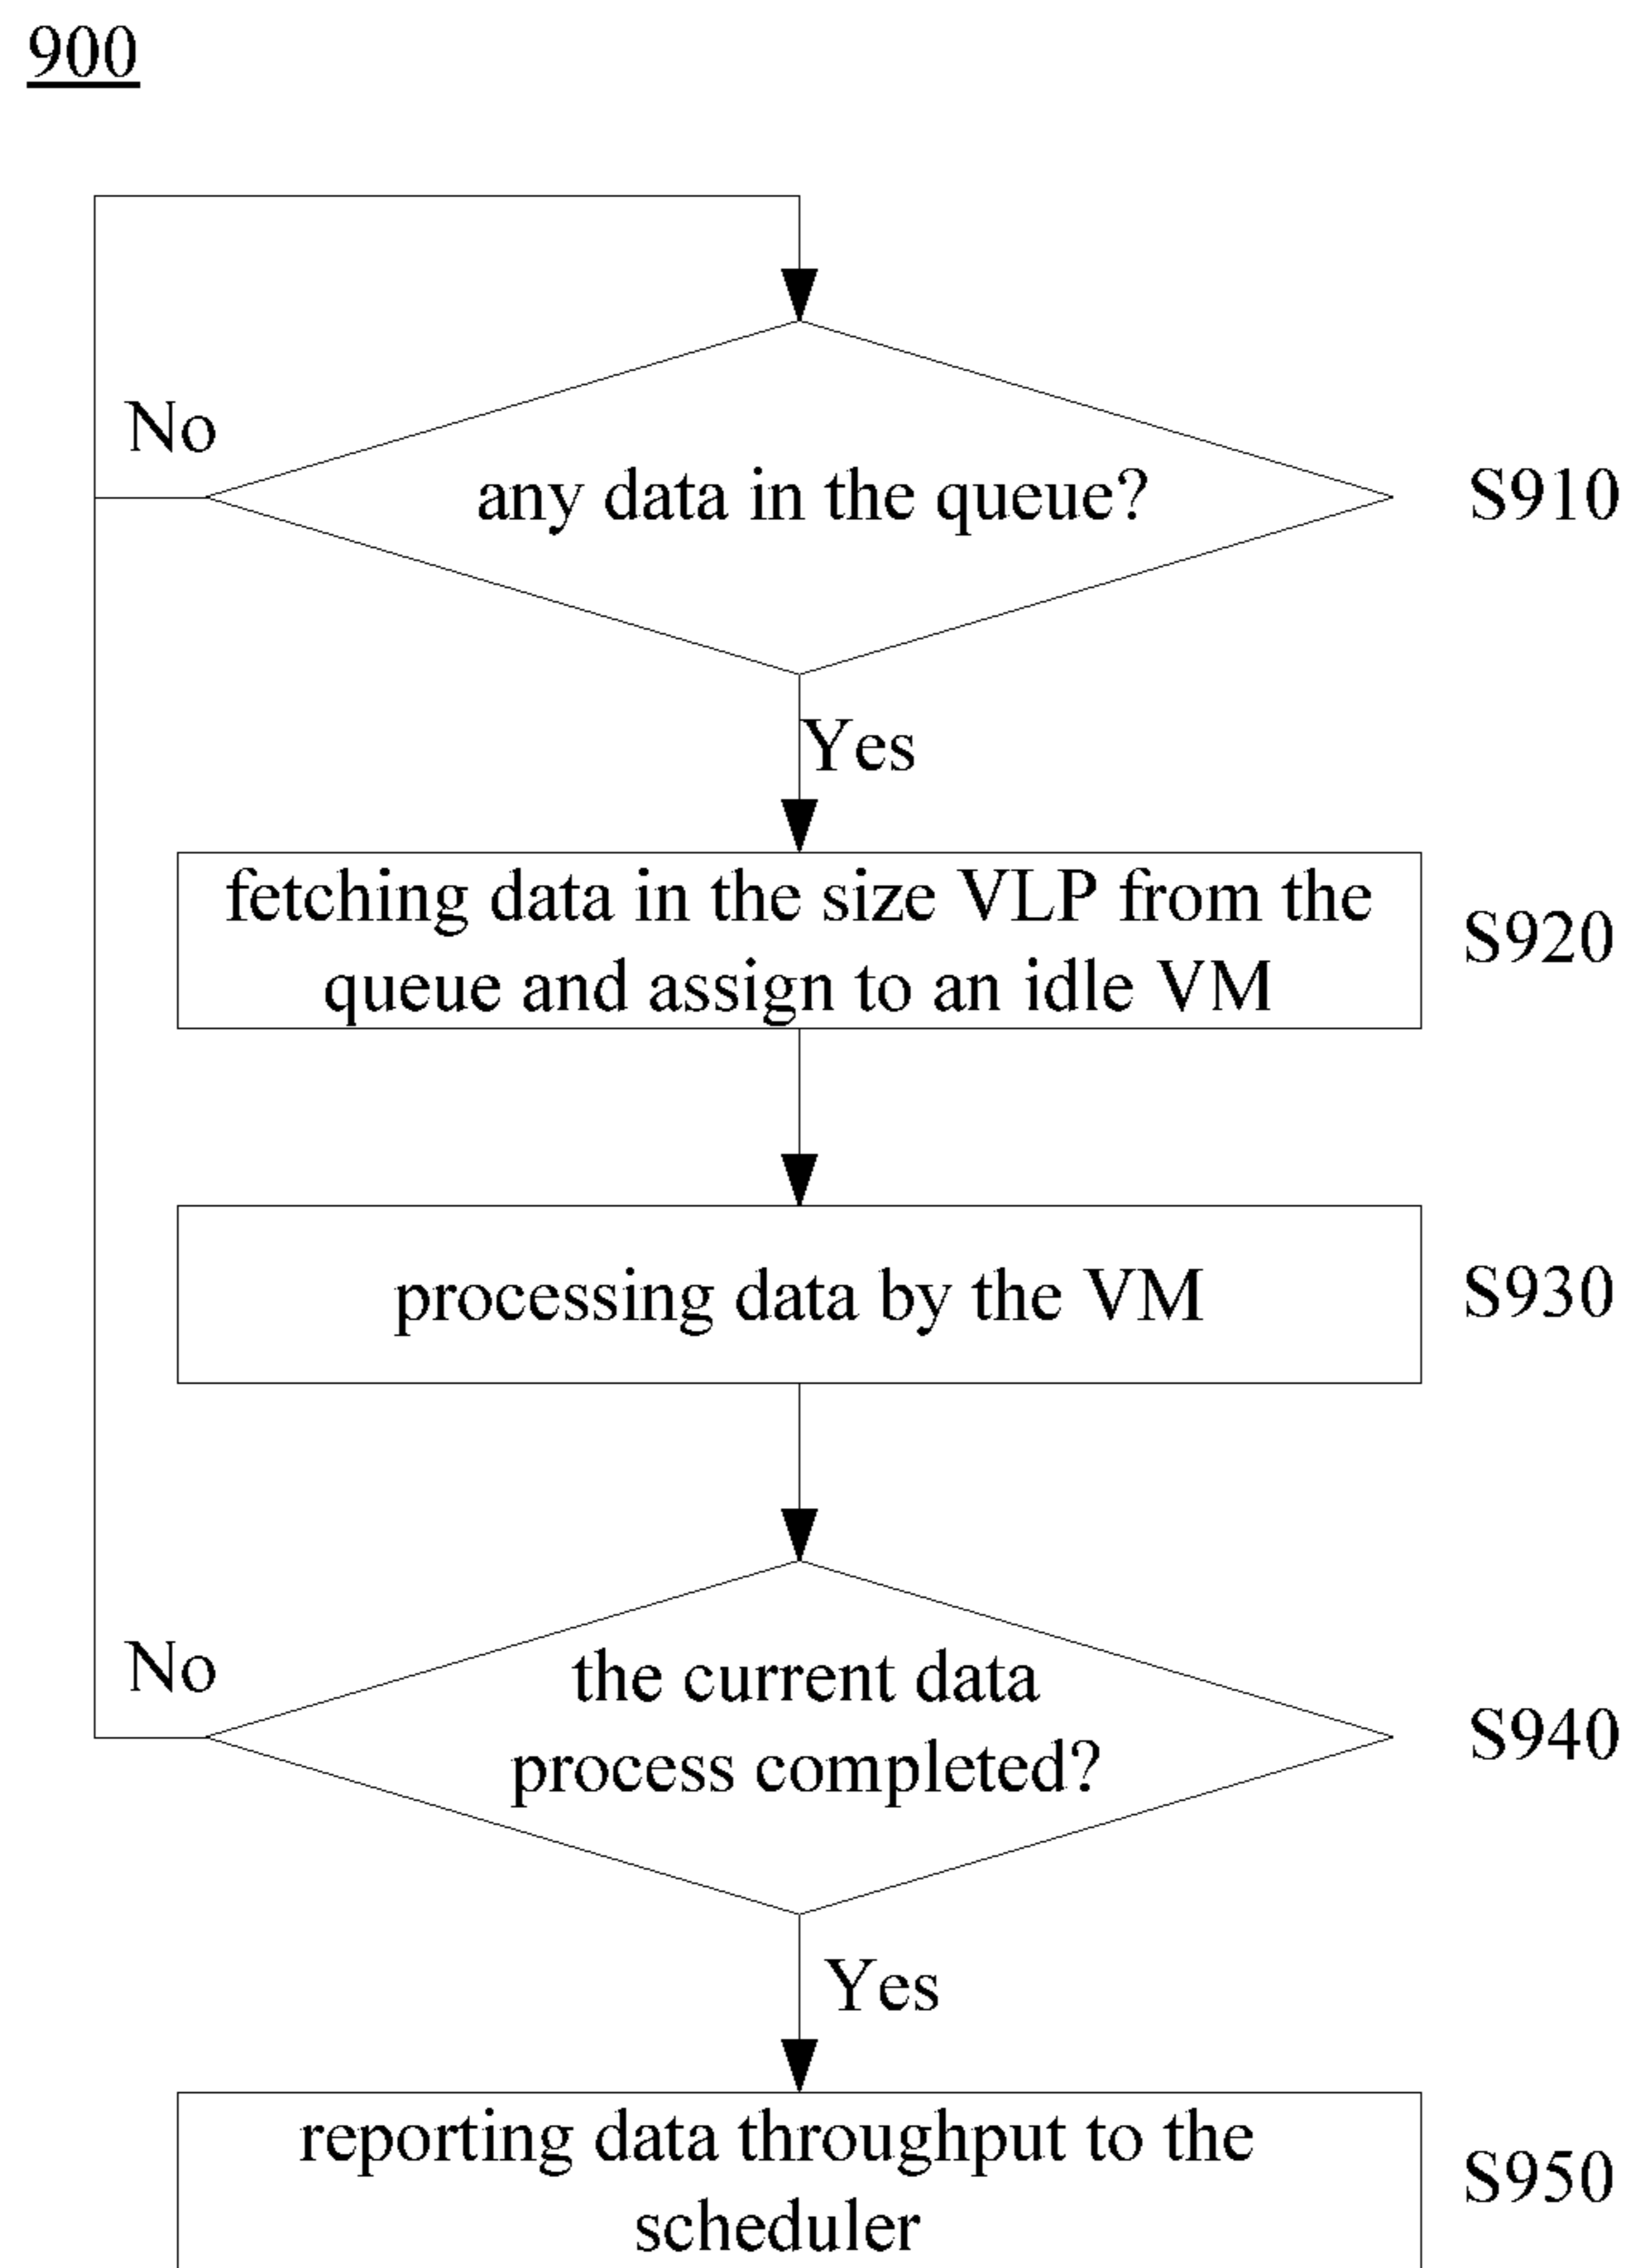 900
No
any data in the queue?
S910
Yes
fetching data in the size VLP from the
queue and assign to an idle VM
S920
processing data by the VM
S930
No
the current data
process completed?
S940
Yes
reporting data throughput to the
scheduler
S950